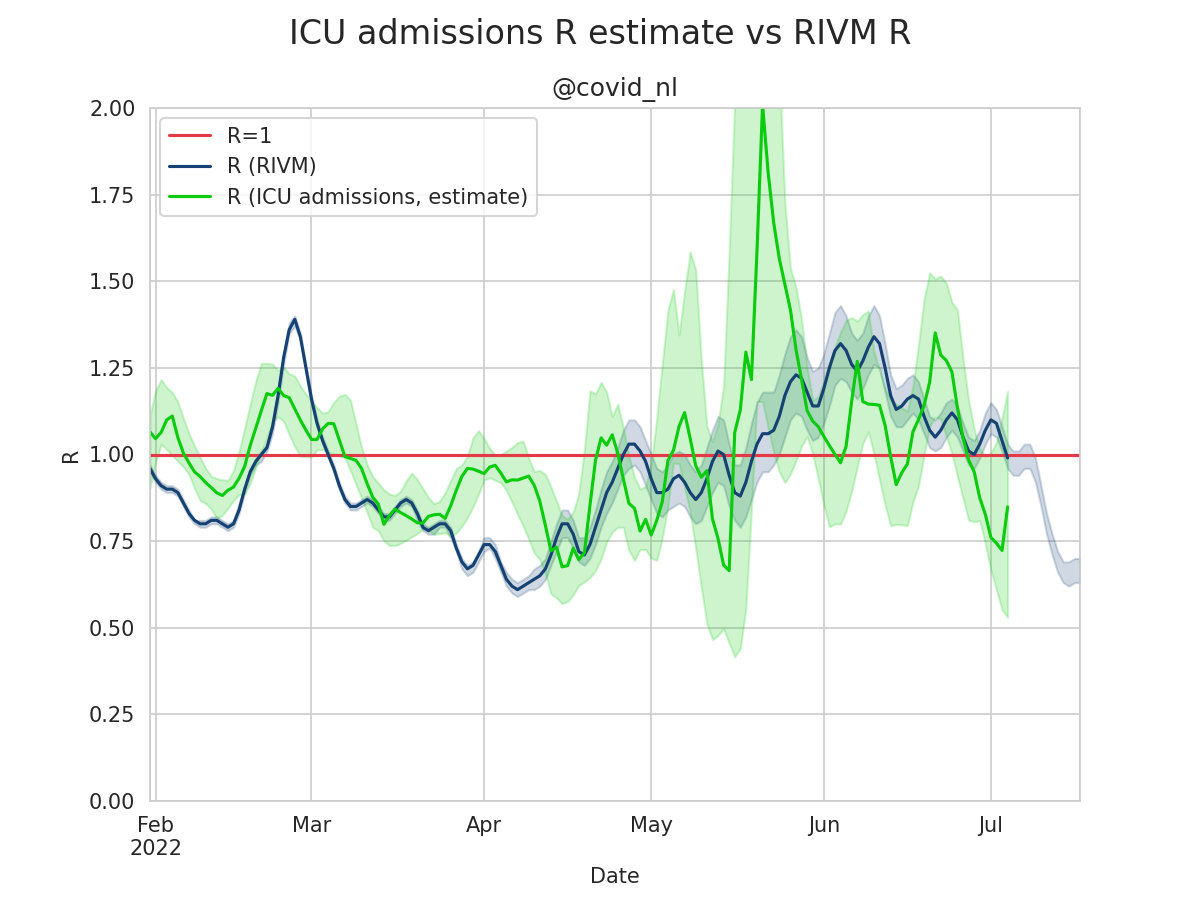 ICU admissions R estimate vs RIVM R
@covid_nl
R=1
R (RIVM)
R (ICU admissions, estimate)
2.00
1.75
1.50
1.25
1.00
0.75
0.50
0.25
0.00
R
Feb Mar Apr May Jun Jul
2022
Date